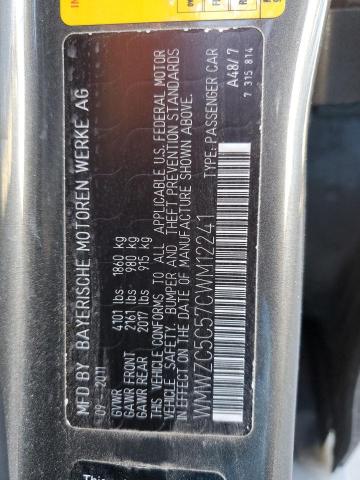 MFD BY BAYERISCHE MOTOREN WERKE AG
09 2011
GVWR 4101 lbs 1860 kg
GAWR FRONT 2161 lbs 980 kg
GAWR REAR 2017 lbs 915 kg
THIS VEHICLE CONFORMS TO ALL APPLICABLE U.S. FEDERAL MOTOR
VEHICLE SAFETY, BUMPER AND THEFT PREVENTION STANDARDS
IN EFFECT ON THE DATE OF MANUFACTURE SHOWN ABOVE.
WMWZC5C57CWM12241 TYPE: PASSENGER CAR
A48/7
7 315 814